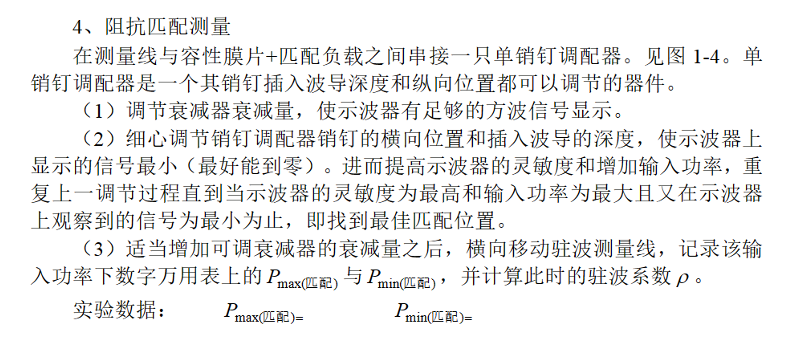 4、阻抗匹配测量
在测量线与容性膜片+匹配负载之间串接一只单销钉调配器。见图 1-4。单
销钉调配器是一个其销钉插入波导深度和纵向位置都可以调节的器件。
（1）调节衰减器衰减量，使示波器有足够的方波信号显示。
（2）细心调节销钉调配器销钉的横向位置和插入波导的深度，使示波器上
显示的信号最小（最好能到零）。进而提高示波器的灵敏度和增加输入功率，重
复上一调节过程直到当示波器的灵敏度为最高和输入功率为最大且又在示波器
上观察到的信号为最小为止，即找到最佳匹配位置。
（3）适当增加可调衰减器的衰减量之后，横向移动驻波测量线，记录该输
入功率下数字万用表上的 Pmax(匹配) 与 Pmin(匹配)，并计算此时的驻波系数 ρ 。
实验数据： Pmax(匹配)= Pmin(匹配)=